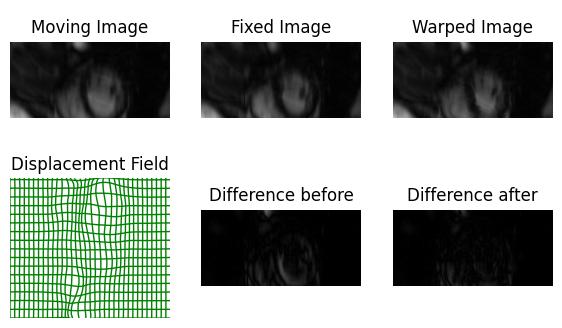 Moving Image
Fixed Image
Warped Image
Displacement Field
Difference before
Difference after